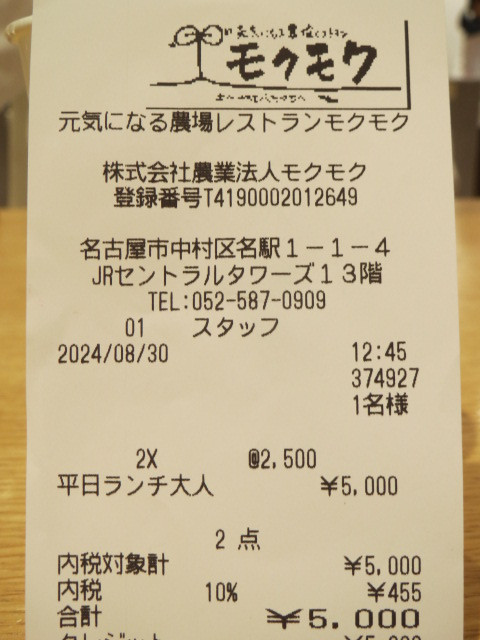 モクモク
元気になる農場レストランモクモク
株式会社農業法人モクモク
登録番号T4190002012649
名古屋市中村区名駅1-1-4
JRセントラルタワーズ13階
TEL:052-587-0909
01 スタッフ
2024/08/30 12:45
374927
1名様
2X @2,500
平日ランチ大人 ¥5,000
2 点
内税対象計 ¥5,000
内税 10% ¥455
合計 ¥5,000